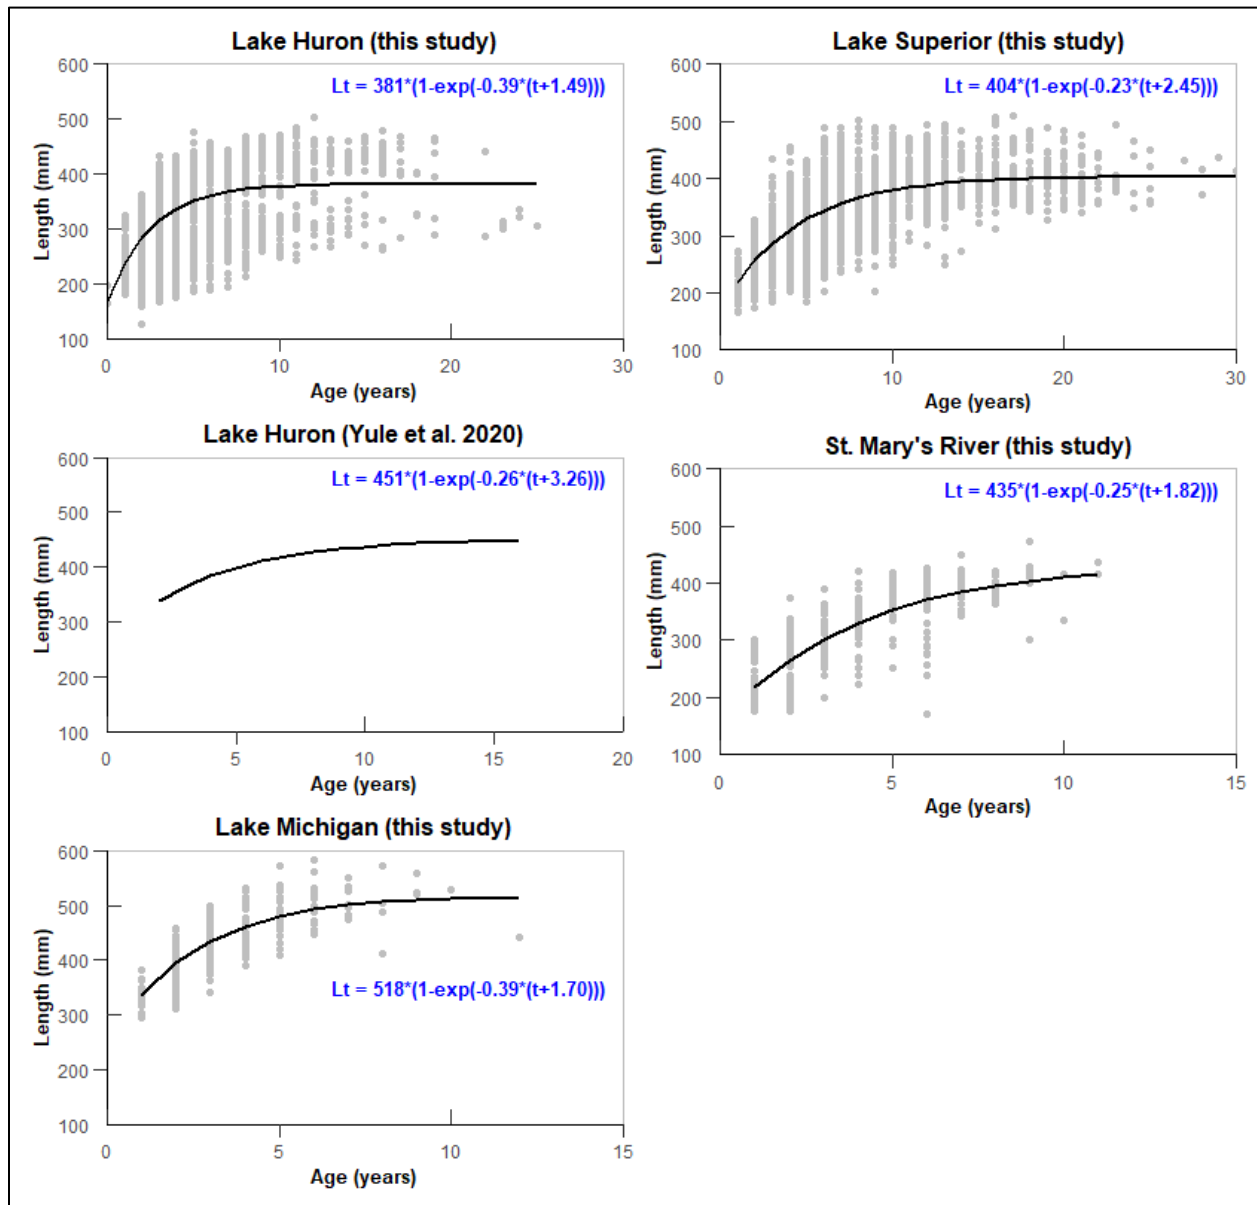 Lake Huron (this study)
Lt = 381*(1-exp(-0.39*(t+1.49)))
600
500
400
300
200
100
Length (mm)
0
10
20
30
Age (years)
Lake Superior (this study)
Lt = 404*(1-exp(-0.23*(t+2.45)))
600
500
400
300
200
100
Length (mm)
0
10
20
30
Age (years)
Lake Huron (Yule et al. 2020)
Lt = 451*(1-exp(-0.26*(t+3.26)))
600
500
400
300
200
100
Length (mm)
0
5
10
15
20
Age (years)
St. Mary's River (this study)
Lt = 435*(1-exp(-0.25*(t+1.82)))
600
500
400
300
200
100
Length (mm)
0
5
10
15
Age (years)
Lake Michigan (this study)
600
500
400
300
200
100
Length (mm)
Lt = 518*(1-exp(-0.39*(t+1.70)))
0
5
10
15
Age (years)